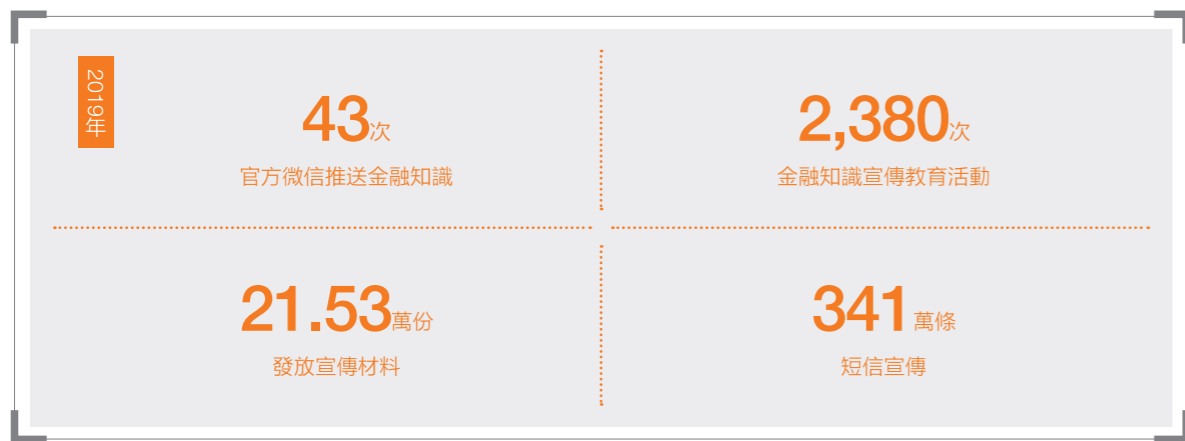 2019年
43次
官方微信推送金融知識
2,380次
金融知識宣傳教育活動
21.53萬份
發放宣傳材料
341萬條
短信宣傳